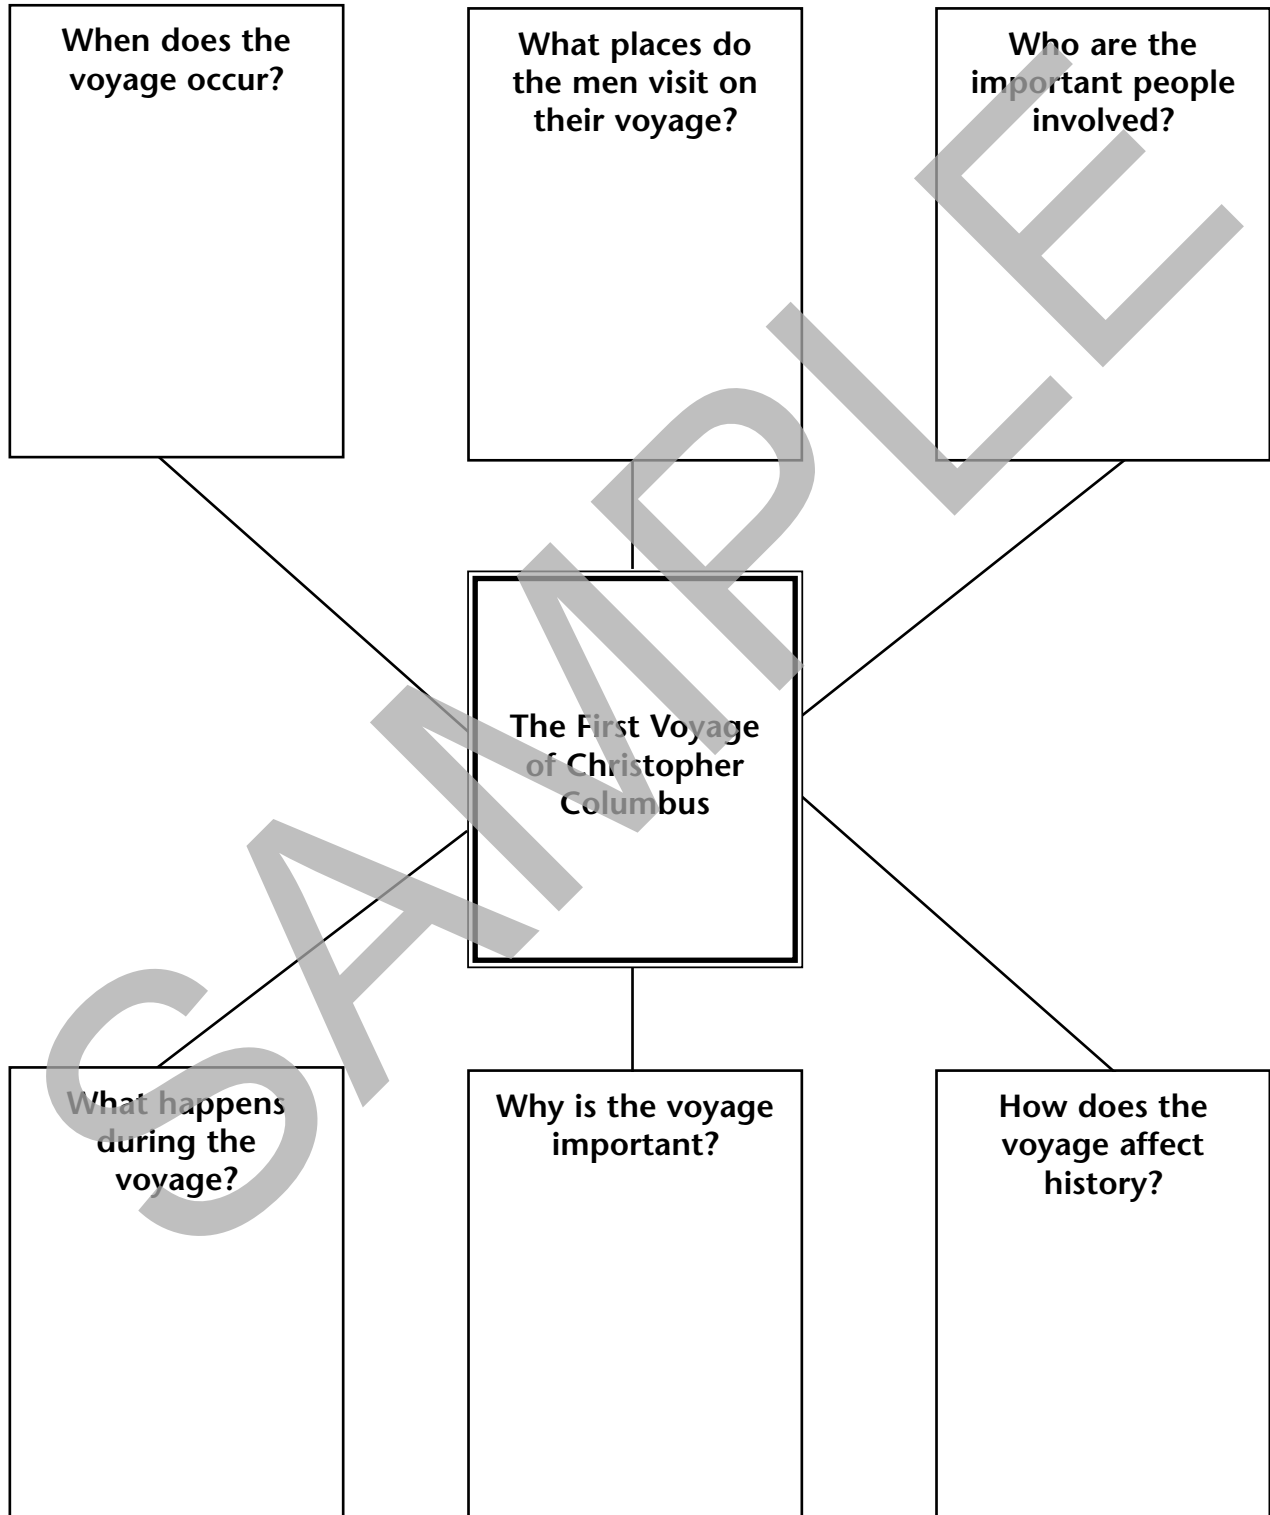 When does the
voyage occur?
What places do
the men visit on
their voyage?
Who are the
important people
involved?
The First Voyage
of Christopher
Columbus
What happens
during the
voyage?
Why is the voyage
important?
How does the
voyage affect
history?
SAMPLE